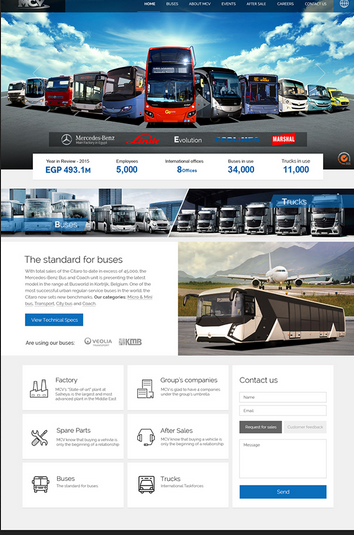 MCV
HOME BUSES ABOUT MCV EVENTS AFTER SALE CAREERS CONTACT US
Mercedes-Benz
Evolution
MARSHAL
Year in Review - 2015 Employees International offices Buses in use Trucks in use
EGP 493.1M 5,000 8 Offices 34,000 11,000
Buses
Trucks
The standard for buses
With total sales of the Citaro to date in excess of 45,000, the
Mercedes-Benz Bus and Coach unit is presenting the latest
model in the range at Busworld in Kortrijk, Belgium. One of the
most successful urban regular-service buses in the world, the
Citaro sets new benchmarks. Our categories: Micro & Mini
bus, Transport, City bus and Coach
View Technical Specs
Are using our buses:
VEOLIA
TRANSPORT
KMB
Factory
MCV's "State-of-art" plant at
Salheya is the largest and most
advanced plant in the Middle East
Group's companies
MCV is goal to have a companies
under the group's umbrella
Spare Parts
MCV know that buying a vehicle is
only the beginning of a relationship
After Sales
MCV know that buying a vehicle is
only the beginning of a relationship
Buses
The standard for buses
Trucks
International Taskforces
Contact us
Name
Email
Request for sales Customer feedback
Message
Send